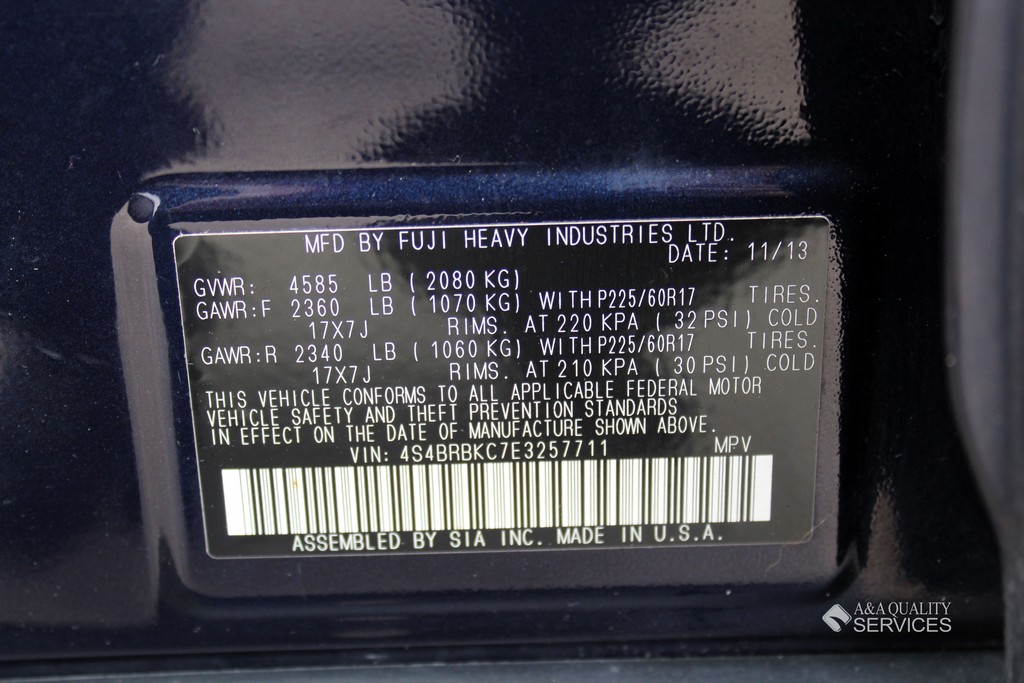 MFD BY FUJI HEAVY INDUSTRIES LTD.
DATE: 11/13
GVWR: 4585 LB ( 2080 KG)
GAWR:F 2360 LB ( 1070 KG) WITH P225/60R17 TIRES.
17X7J RIMS. AT 220 KPA ( 32 PSI) COLD
GAWR:R 2340 LB ( 1060 KG) WITH P225/60R17 TIRES.
17X7J RIMS. AT 210 KPA ( 30 PSI) COLD
THIS VEHICLE CONFORMS TO ALL APPLICABLE FEDERAL MOTOR
VEHICLE SAFETY AND THEFT PREVENTION STANDARDS
IN EFFECT ON THE DATE OF MANUFACTURE SHOWN ABOVE.
VIN: 4S4BRBKC7E3257711 MPV
ASSEMBLED BY SIA INC. MADE IN U.S.A.
A&A QUALITY
SERVICES